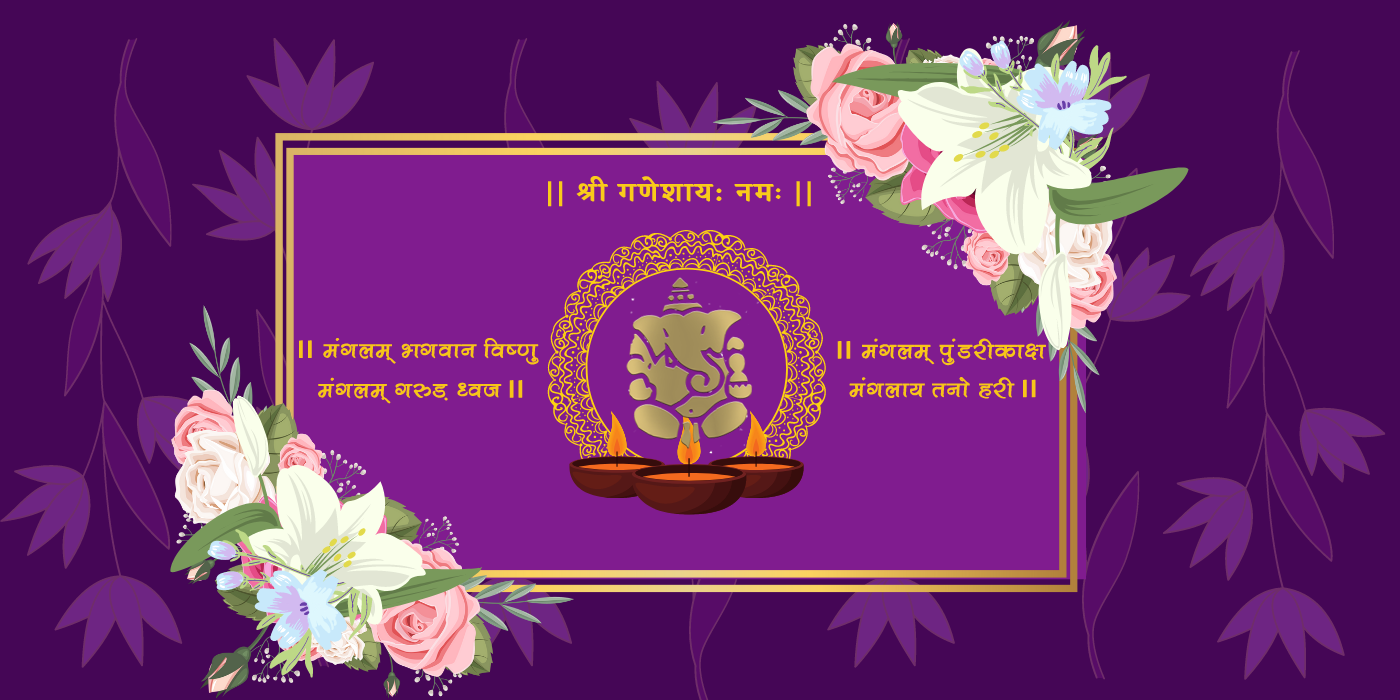 || श्री गणेशायः नमः ||
|| मंगलम् भगवान विष्णु
मंगलम् गरुड़ ध्वज ||
|| मंगलम् पुंडरीकाक्ष
मंगलाय तनो हरी ||